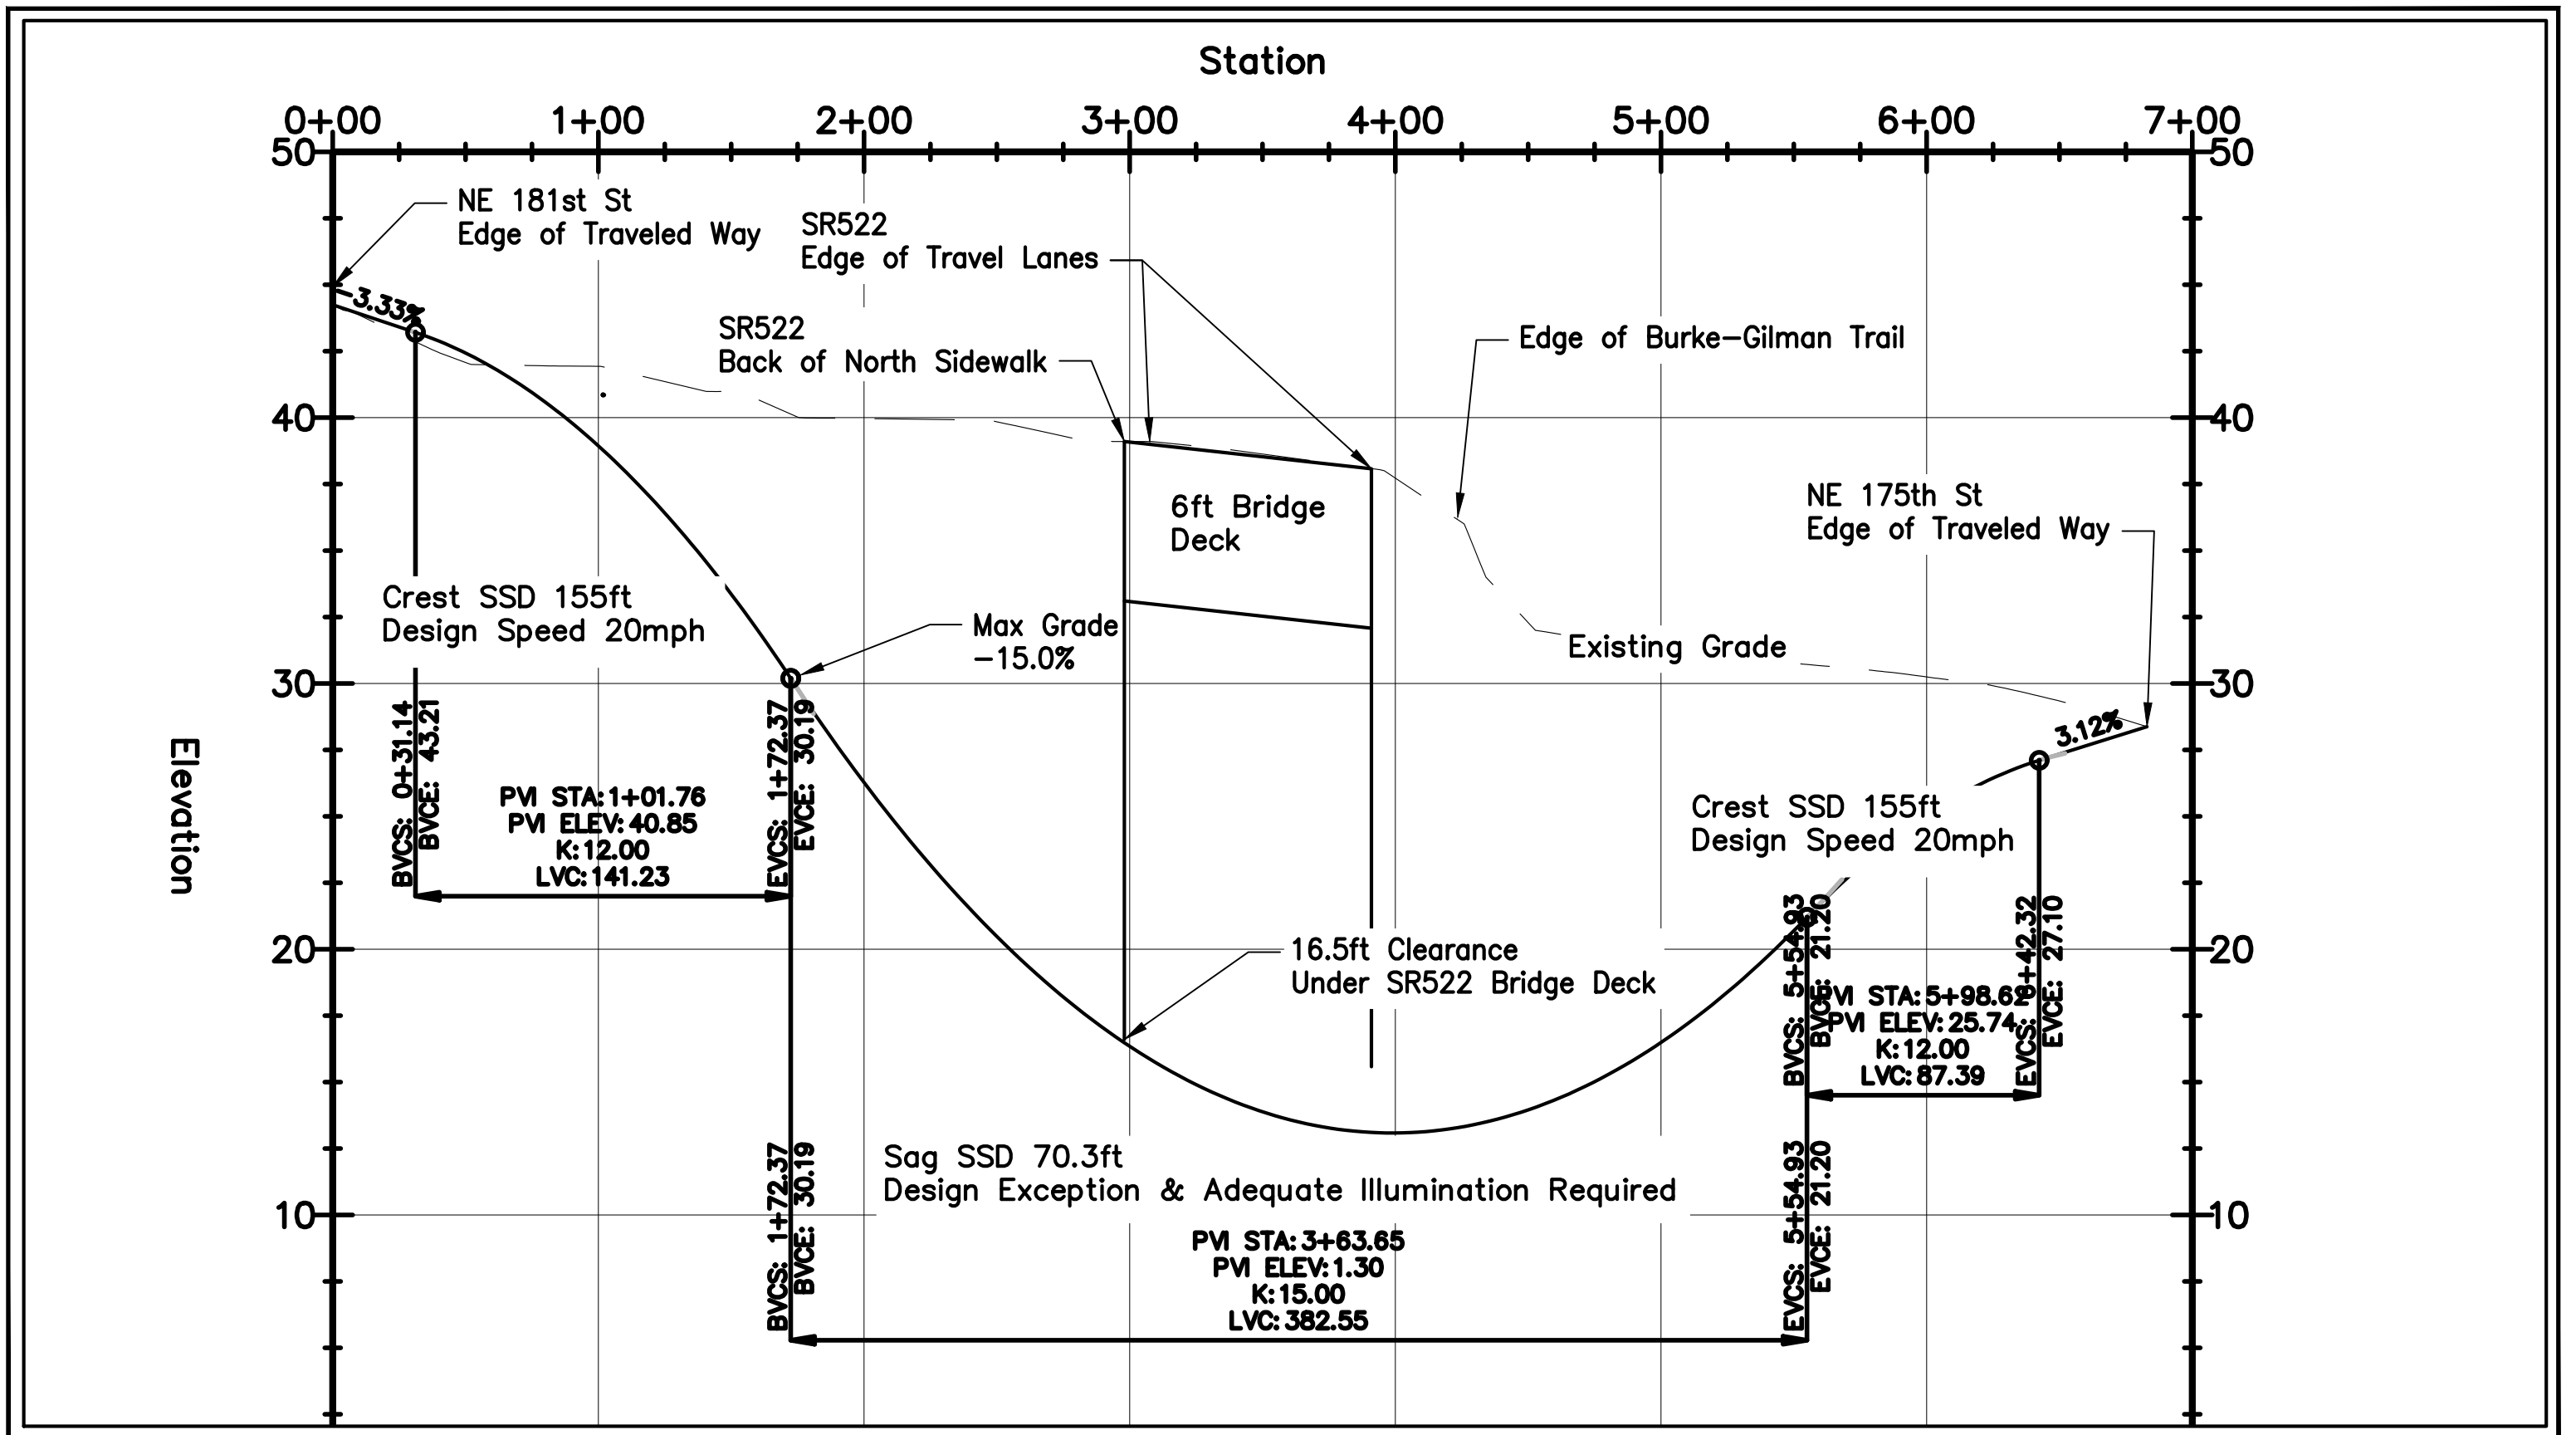 Station
0+00 1+00 2+00 3+00 4+00 5+00 6+00 7+00
50 50
NE 181st St
Edge of Traveled Way
SR522
Edge of Travel Lanes
-3.33%
SR522
Back of North Sidewalk
Edge of Burke-Gilman Trail
40 40
6ft Bridge
Deck
NE 175th St
Edge of Traveled Way
Crest SSD 155ft
Design Speed 20mph
Max Grade
-15.0%
Existing Grade
30 30
3.12%
Elevation
BVCS: 0+31.14
BVCE: 43.21
PVI STA: 1+01.76
PVI ELEV: 40.85
K: 12.00
LVC: 141.23
EVCS: 1+72.37
EVCE: 30.19
Crest SSD 155ft
Design Speed 20mph
20 20
16.5ft Clearance
Under SR522 Bridge Deck
BVCS: 5+54.93
BVCE: 21.20
PVI STA: 5+98.62
PVI ELEV: 25.74
K: 12.00
LVC: 87.39
EVCS: 6+42.32
EVCE: 27.10
Sag SSD 70.3ft
Design Exception & Adequate Illumination Required
10 10
BVCS: 1+72.37
BVCE: 30.19
PVI STA: 3+63.65
PVI ELEV: 1.30
K: 15.00
LVC: 382.55
EVCS: 5+54.93
EVCE: 21.20